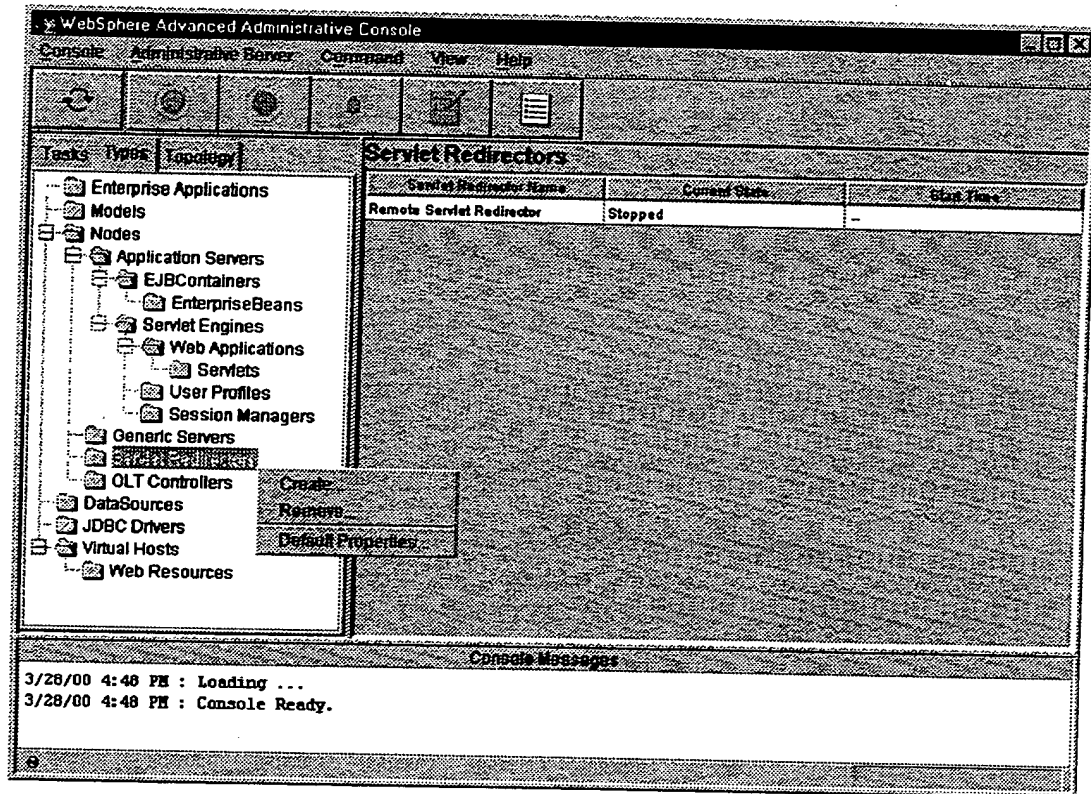 WebSphere Advanced Administrative Console
Console Administrative Server Command View Help
Tasks Types Topology
Enterprise Applications
Models
Nodes
Application Servers
EJBContainers
EnterpriseBeans
Servlet Engines
Web Applications
Servlets
User Profiles
Session Managers
Generic Servers
Servlet Redirectors
OLT Controllers
DataSources
JDBC Drivers
Virtual Hosts
Web Resources
Create...
Remove...
Default Properties...
Servlet Redirectors
Servlet Redirector Name Current State Start Time
Remote Servlet Redirector Stopped --
Console Messages
3/28/00 4:48 PM : Loading ...
3/28/00 4:48 PM : Console Ready.